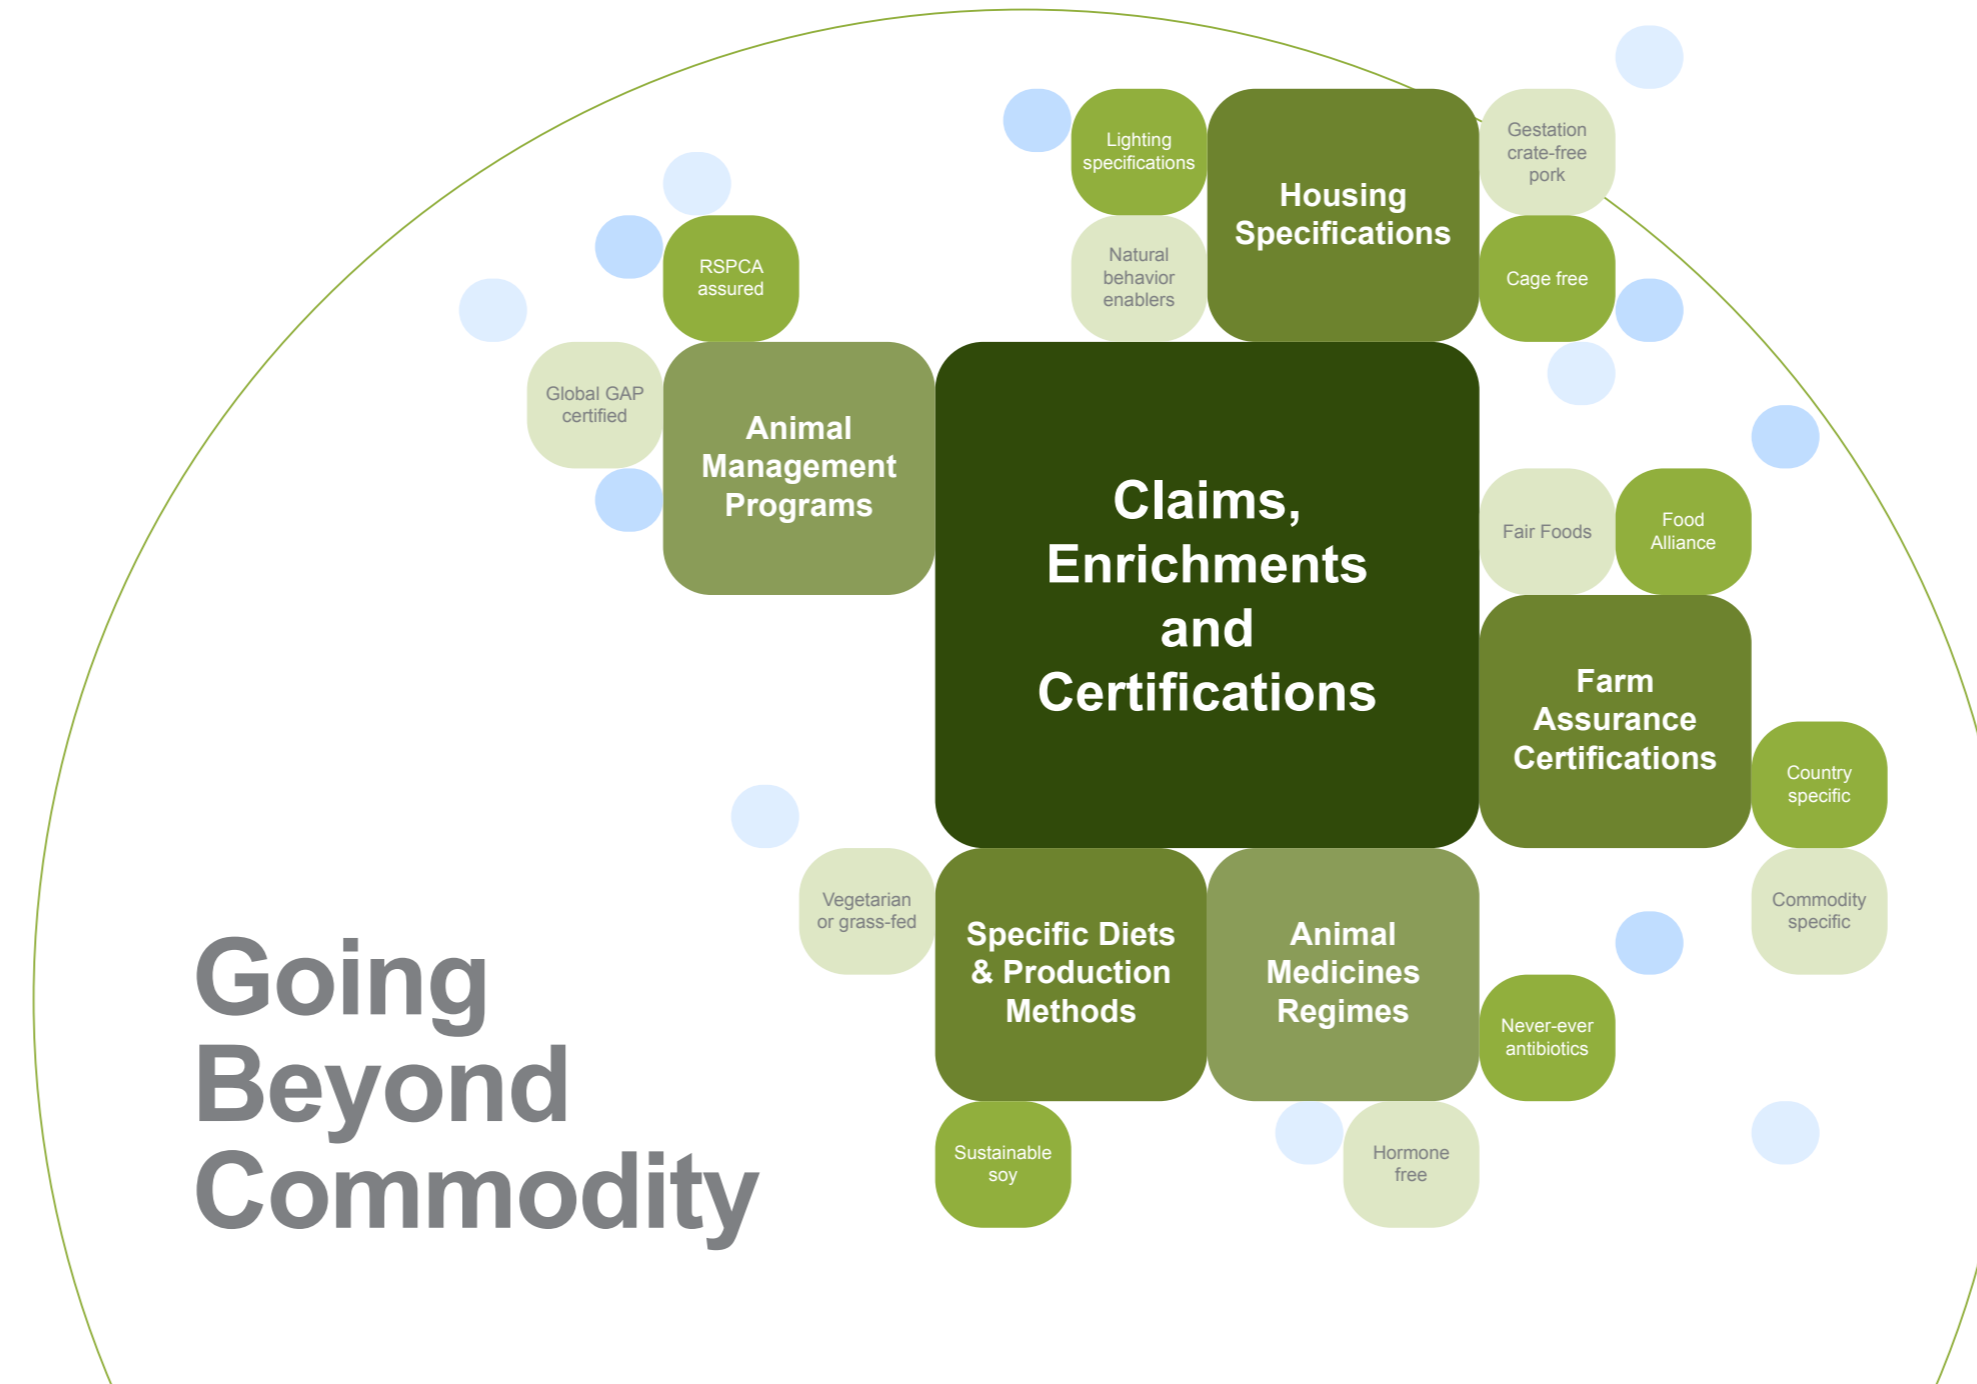 Lighting
specifications
Housing
Specifications
Gestation
crate-free
pork
Natural
behavior
enablers
Cage free
RSPCA
assured
Global GAP
certified
Animal
Management
Programs
Claims,
Enrichments
and
Certifications
Fair Foods
Food
Alliance
Farm
Assurance
Certifications
Country
specific
Commodity
specific
Vegetarian
or grass-fed
Specific Diets
& Production
Methods
Animal
Medicines
Regimes
Never-ever
antibiotics
Sustainable
soy
Hormone
free
Going
Beyond
Commodity